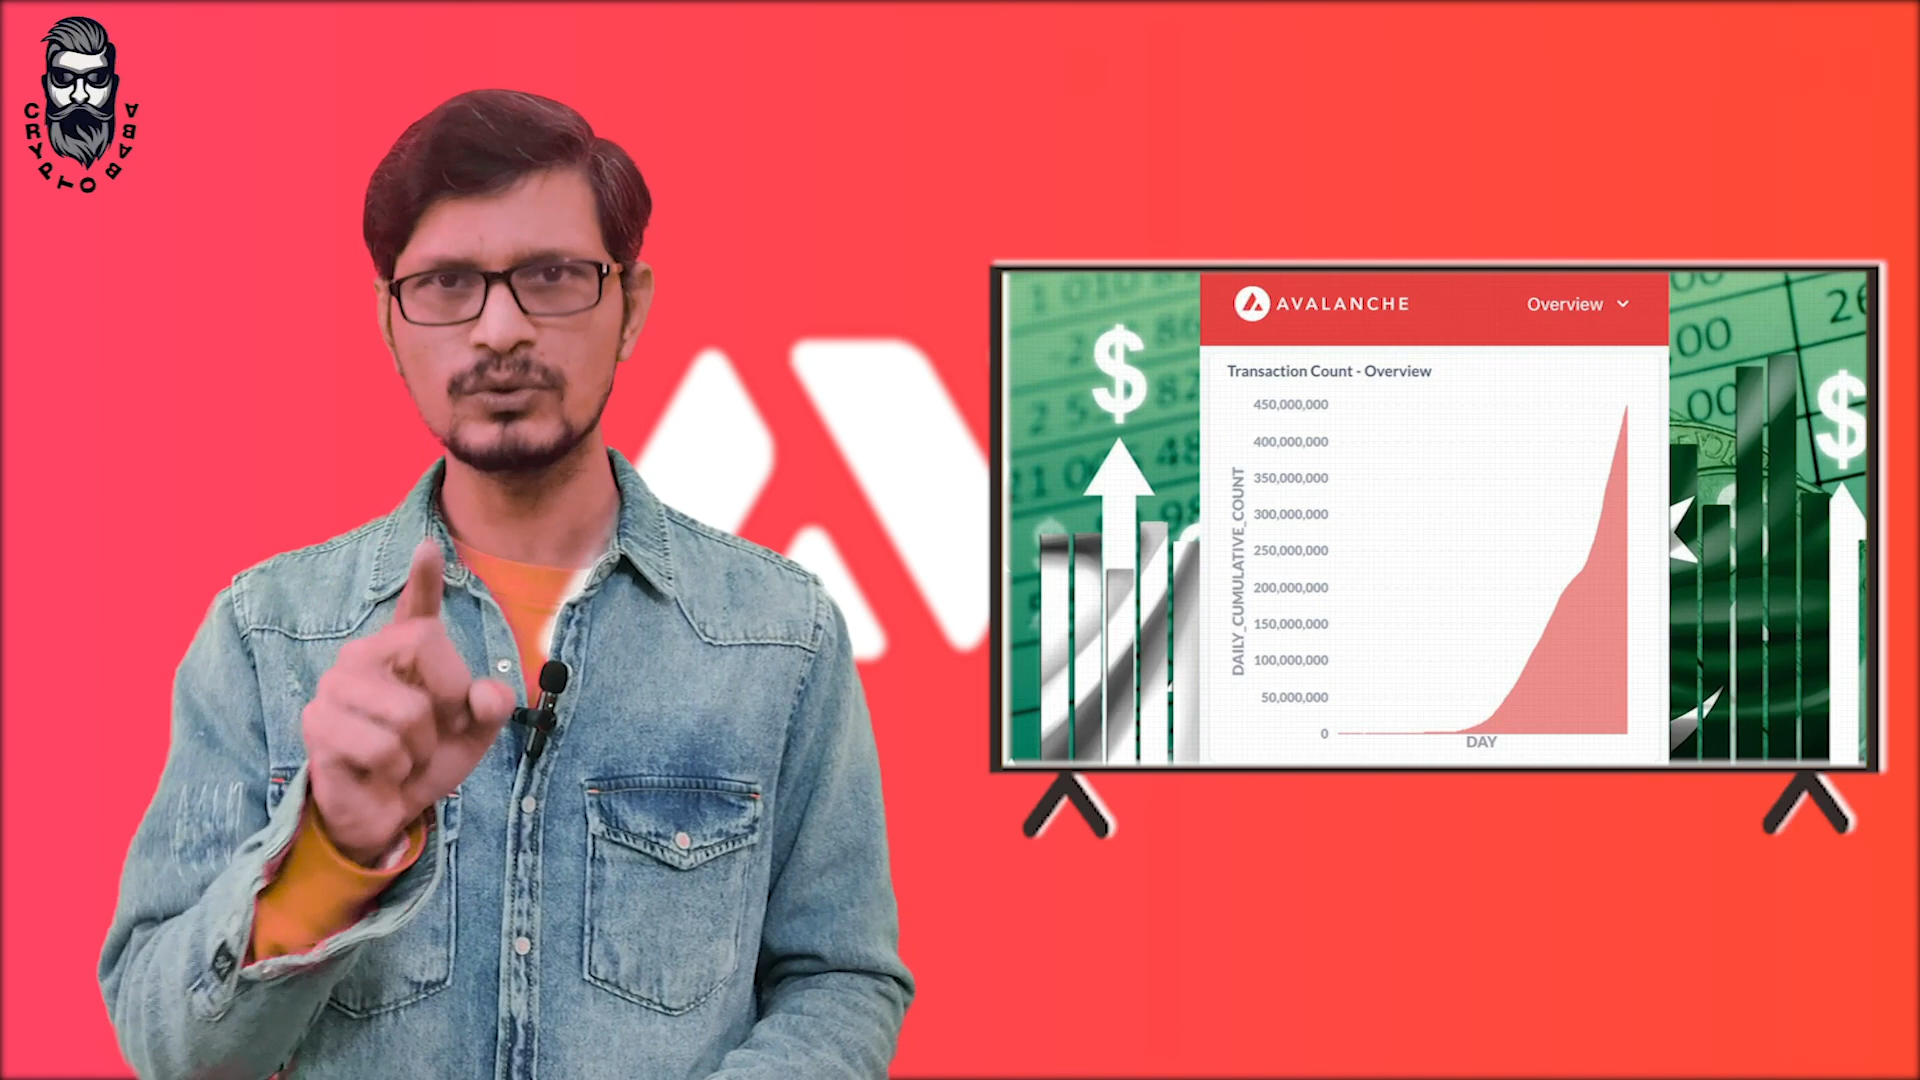 CRYPTO BABA
AVALANCHE
Overview
Transaction Count - Overview
DAILY_CUMULATIVE_COUNT
450,000,000
400,000,000
350,000,000
300,000,000
250,000,000
200,000,000
150,000,000
100,000,000
50,000,000
0
DAY
$
$